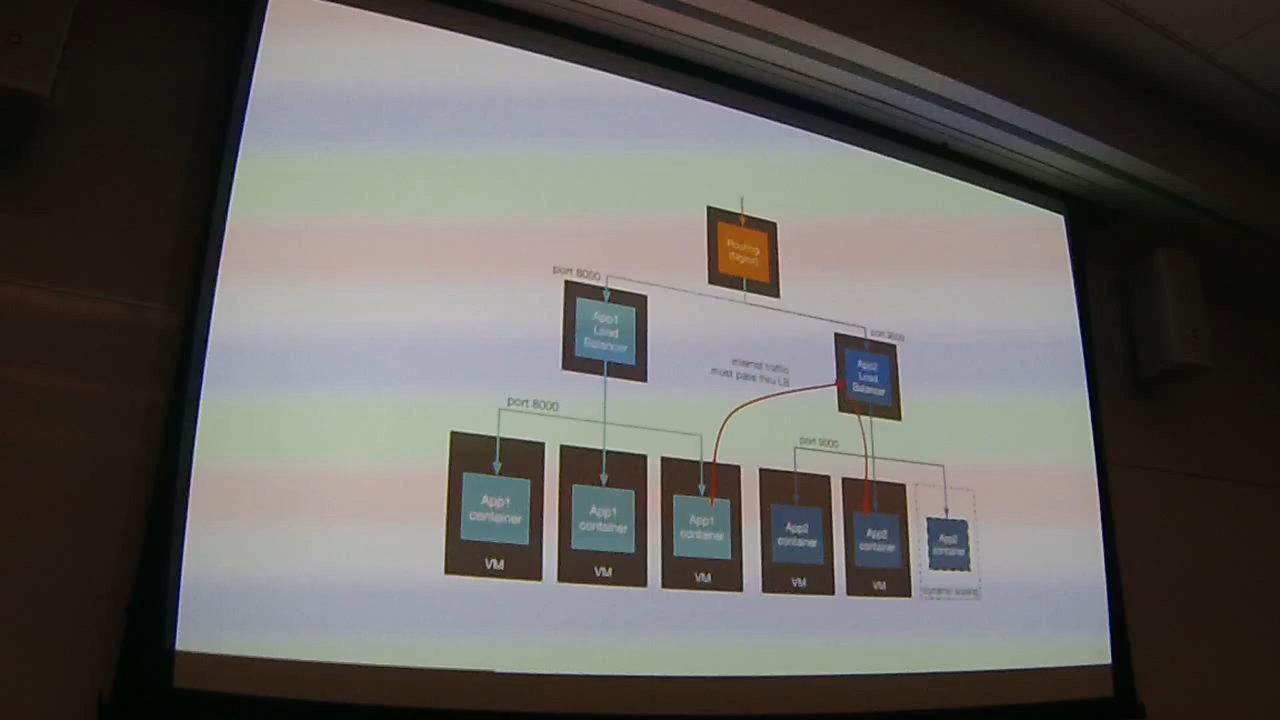 Routing
(Nginx)
port 8000
App1
Load
Balancer
port 9000
App2
Load
Balancer
internal traffic
must pass thru LB
port 8000
port 9000
App1
container
VM
App1
container
VM
App1
container
VM
App2
container
VM
App2
container
VM
App2
container
Dynamic scaling